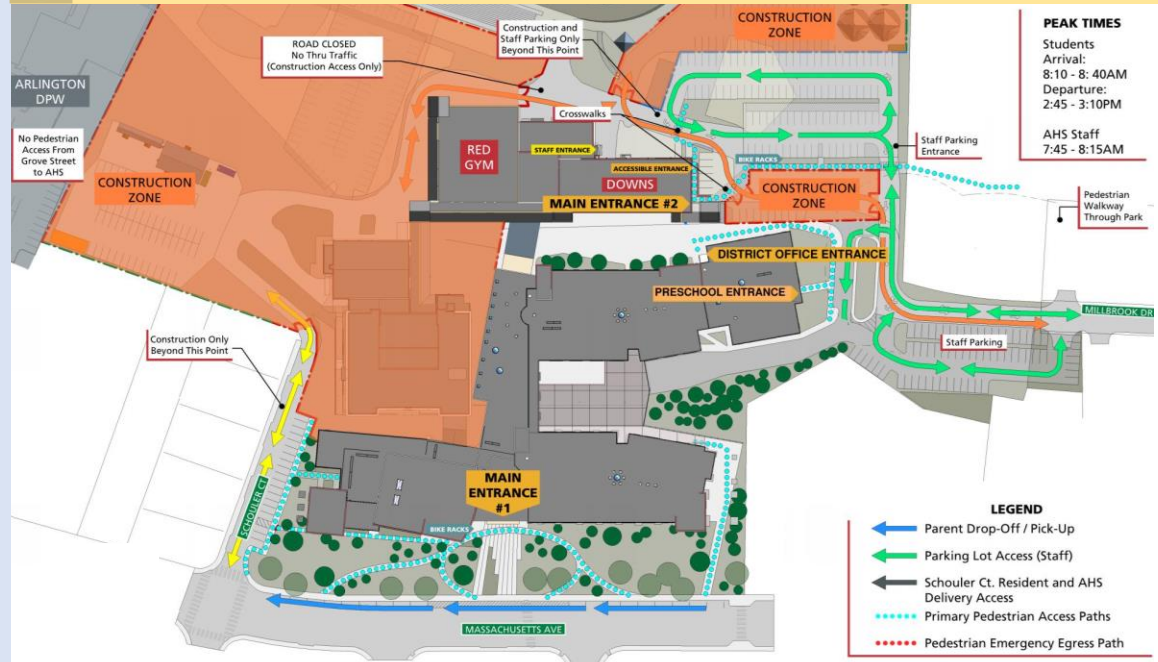 CONSTRUCTION
ZONE
Construction and
Staff Parking Only
Beyond This Point
ROAD CLOSED
No Thru Traffic
(Construction Access Only)
PEAK TIMES
Students
Arrival:
8:10 - 8: 40AM
Departure:
2:45 - 3:10PM
AHS Staff
7:45 - 8:15AM
ARLINGTON
DPW
No Pedestrian
Access From
Grove Street
to AHS
CONSTRUCTION
ZONE
Crosswalks
RED
GYM
STAFF ENTRANCE
ACCESSIBLE ENTRANCE
DOWNS
MAIN ENTRANCE #2
BIKE RACKS
CONSTRUCTION
ZONE
Staff Parking
Entrance
Pedestrian
Walkway
Through Park
DISTRICT OFFICE ENTRANCE
PRESCHOOL ENTRANCE
MILLBROOK DR
Staff Parking
Construction Only
Beyond This Point
SCHOULER CT
MAIN
ENTRANCE
#1
BIKE RACKS
MASSACHUSETTS AVE
LEGEND
Parent Drop-Off / Pick-Up
Parking Lot Access (Staff)
Schouler Ct. Resident and AHS
Delivery Access
Primary Pedestrian Access Paths
Pedestrian Emergency Egress Path